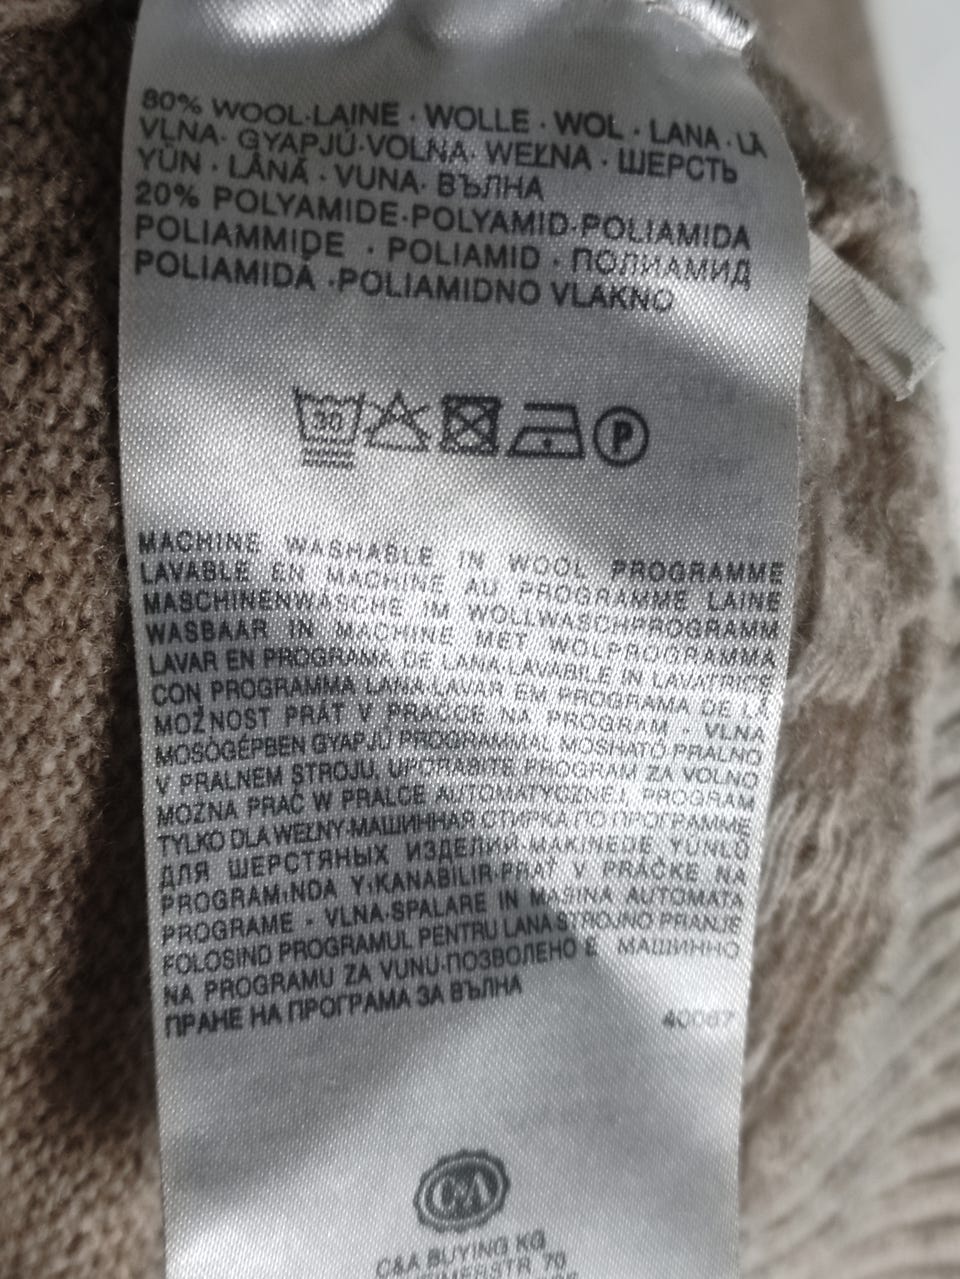 80% WOOL·LAINE · WOLLE · WOL · LANA · LÃ
VLNA· GYAPJÚ·VOLNA· WEŁNA · ШЕРСТЬ
YÜN · LÂNĂ · VUNA· ВЪЛНА
20% POLYAMIDE·POLYAMID·POLIAMIDA
POLIAMMIDE · POLIAMID · ПОЛИАМИД
POLIAMIDĂ ·POLIAMIDNO VLAKNO
30
P
MACHINE WASHABLE IN WOOL PROGRAMME
LAVABLE EN MACHINE AU PROGRAMME LAINE
MASCHINENWÄSCHE IM WOLLWASCHPROGRAMM
WASBAAR IN MACHINE MET WOLPROGRAMMA
LAVAR EN PROGRAMA DE LANA·LAVABILE IN LAVATRICE
CON PROGRAMMA LANA·LAVAR EM PROGRAMA DE LÃ
MOŽNOST PRÁT V PRAČCE NA PROGRAM - VLNA
MOSÓGÉPBEN GYAPJÚ PROGRAMMAL MOSHATÓ·PRALNO
V PRALNEM STROJU, UPORABITE PROGRAM ZA VOLNO
MOŻNA PRAĆ W PRALCE AUTOMATYCZNEJ, PROGRAM
TYLKO DLA WEŁNY·МАШИННАЯ СТИРКА ПО ПРОГРАММЕ
ДЛЯ ШЕРСТЯНЫХ ИЗДЕЛИЙ·MAKİNEDE YÜNLÜ
PROGRAMINDA YIKANABILIR·PRAŤ V PRÁČKE NA
PROGRAME - VLNA·SPALARE IN MAŞINA AUTOMATA
FOLOSIND PROGRAMUL PENTRU LANA STROJNO PRANJE
NA PROGRAMU ZA VUNU·ПОЗВОЛЕНО Е МАШИННО
ПРАНЕ НА ПРОГРАМА ЗА ВЪЛНА
40087
C&A
C&A BUYING KG
70